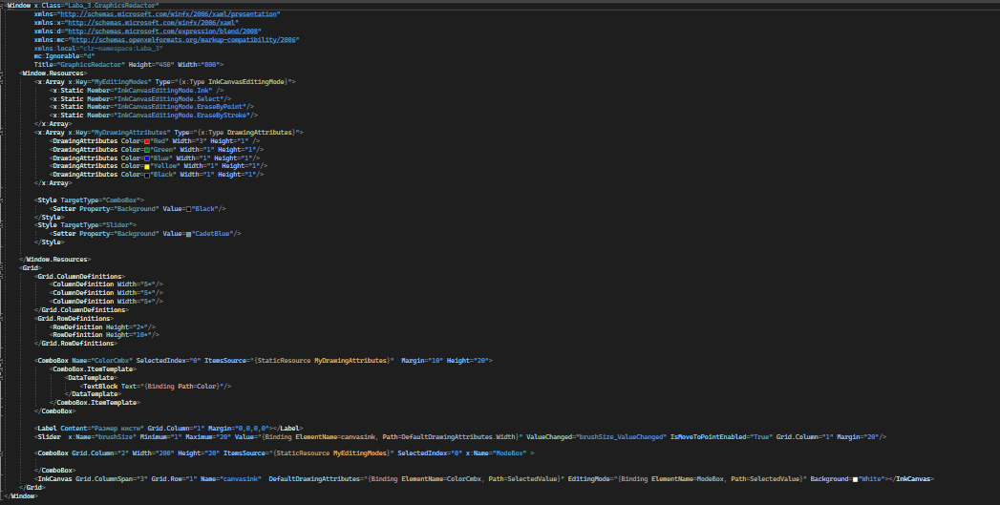 <Window x:Class="Laba_3.GraphicsRedactor"
xmlns="http://schemas.microsoft.com/winfx/2006/xaml/presentation"
xmlns:x="http://schemas.microsoft.com/winfx/2006/xaml"
xmlns:d="http://schemas.microsoft.com/expression/blend/2008"
xmlns:mc="http://schemas.openxmlformats.org/markup-compatibility/2006"
xmlns:local="clr-namespace:Laba_3"
mc:Ignorable="d"
Title="GraphicsRedactor" Height="450" Width="800">
<Window.Resources>
<x:Array x:Key="MyEditingModes" Type="{x:Type InkCanvasEditingMode}">
<x:Static Member="InkCanvasEditingMode.Ink" />
<x:Static Member="InkCanvasEditingMode.Select"/>
<x:Static Member="InkCanvasEditingMode.EraseByPoint"/>
<x:Static Member="InkCanvasEditingMode.EraseByStroke"/>
</x:Array>
<x:Array x:Key="MyDrawingAttributes" Type="{x:Type DrawingAttributes}">
<DrawingAttributes Color="Red" Width="3" Height="1" />
<DrawingAttributes Color="Green" Width="1" Height="1"/>
<DrawingAttributes Color="Blue" Width="1" Height="1"/>
<DrawingAttributes Color="Yellow" Width="1" Height="1"/>
<DrawingAttributes Color="Black" Width="1" Height="1"/>
</x:Array>
<Style TargetType="ComboBox">
<Setter Property="Background" Value="Black"/>
</Style>
<Style TargetType="Slider">
<Setter Property="Background" Value="CadetBlue"/>
</Style>
</Window.Resources>
<Grid>
<Grid.ColumnDefinitions>
<ColumnDefinition Width="5*"/>
<ColumnDefinition Width="5*"/>
<ColumnDefinition Width="5*"/>
</Grid.ColumnDefinitions>
<Grid.RowDefinitions>
<RowDefinition Height="2*"/>
<RowDefinition Height="10*"/>
</Grid.RowDefinitions>
<ComboBox Name="ColorCmbx" SelectedIndex="0" ItemsSource="{StaticResource MyDrawingAttributes}" Margin="10" Height="20">
<ComboBox.ItemTemplate>
<DataTemplate>
<TextBlock Text="{Binding Path=Color}"/>
</DataTemplate>
</ComboBox.ItemTemplate>
</ComboBox>
<Label Content="Размер кисти" Grid.Column="1" Margin="0,0,0,0"></Label>
<Slider x:Name="brushSize" Minimum="1" Maximum="20" Value="{Binding ElementName=canvasink, Path=DefaultDrawingAttributes.Width}" ValueChanged="brushSize_ValueChanged" IsMoveToPointEnabled="True" Grid.Column="1" Margin="20"/>
<ComboBox Grid.Column="2" Width="200" Height="20" ItemsSource="{StaticResource MyEditingModes}" SelectedIndex="0" x:Name="ModeBox" >
</ComboBox>
<InkCanvas Grid.ColumnSpan="3" Grid.Row="1" Name="canvasink" DefaultDrawingAttributes="{Binding ElementName=ColorCmbx, Path=SelectedValue}" EditingMode="{Binding ElementName=ModeBox, Path=SelectedValue}" Background="White"></InkCanvas>
</Grid>
</Window>